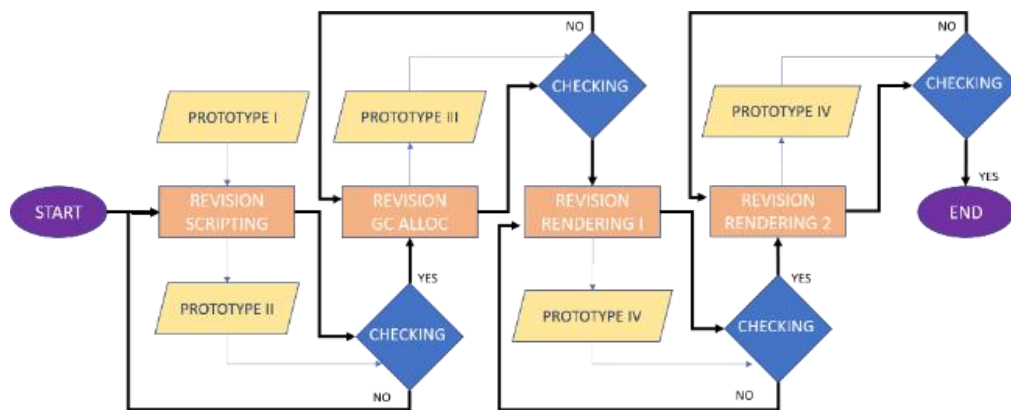 NO
NO
CHECKING
CHECKING
PROTOTYPE I
PROTOTYPE III
PROTOTYPE IV
YES
START
REVISION
SCRIPTING
REVISION
GC ALLOC
REVISION
RENDERING I
REVISION
RENDERING 2
END
YES
YES
PROTOTYPE II
PROTOTYPE IV
CHECKING
CHECKING
NO
NO